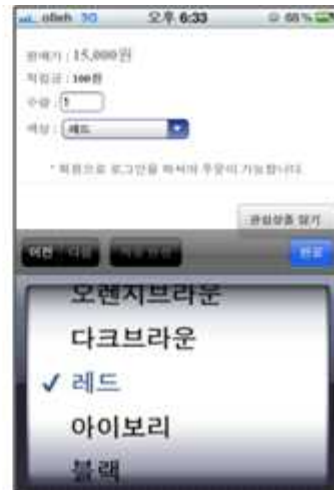 olleh 3G 오후 6:33 68%
판매가 : 15,000원
적립금 : 100원
수량 : 1
색상 : 레드
* 회원으로 로그인을 하셔야 주문이 가능합니다.
관심상품 담기
이전 다음 자동 완성 완료
오렌지브라운
다크브라운
✓ 레드
아이보리
블랙